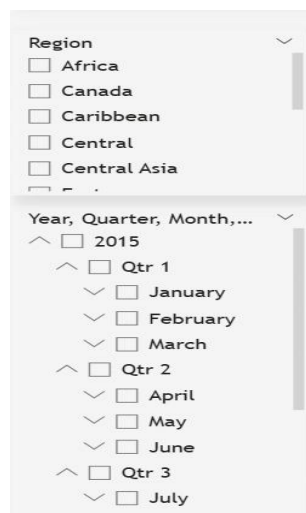 Region
Africa
Canada
Caribbean
Central
Central Asia
Year, Quarter, Month,...
2015
Qtr 1
January
February
March
Qtr 2
April
May
June
Qtr 3
July